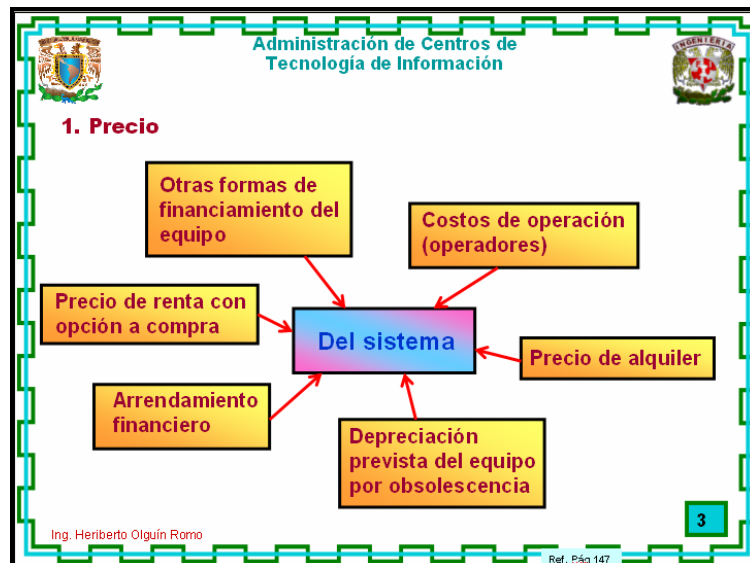 Administración de Centros de
Tecnología de Información
INGENIERIA
1. Precio
Otras formas de
financiamiento del
equipo
Costos de operación
(operadores)
Precio de renta con
opción a compra
Del sistema
Precio de alquiler
Arrendamiento
financiero
Depreciación
prevista del equipo
por obsolescencia
3
Ing. Heriberto Olguín Romo
Ref. Pág 147